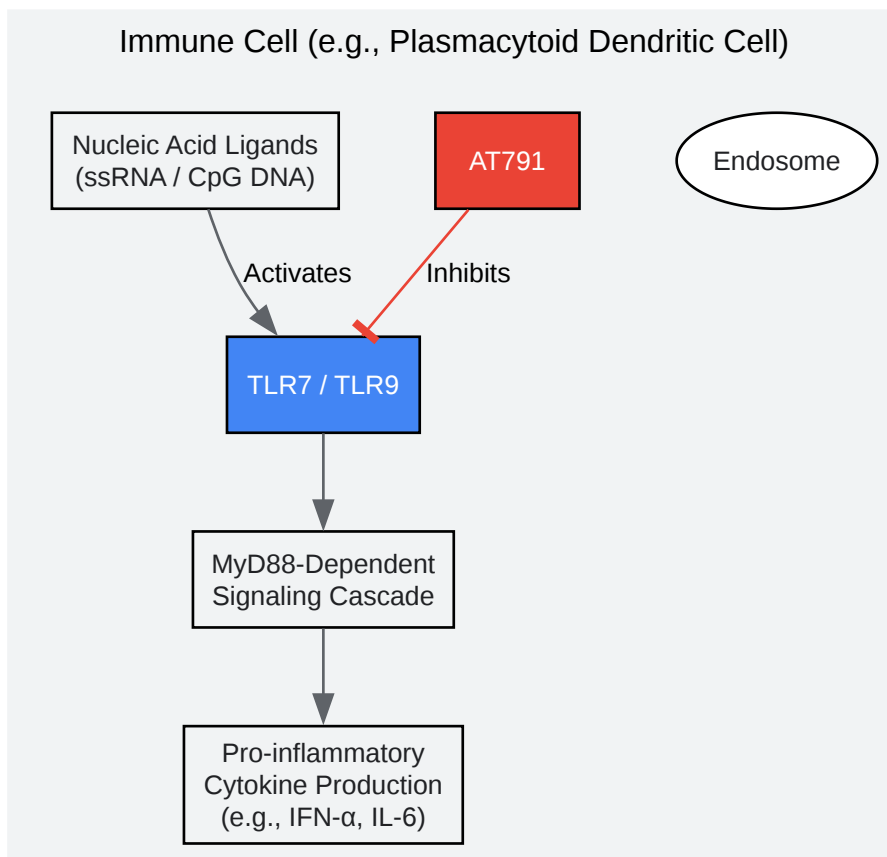 Immune Cell (e.g., Plasmacytoid Dendritic Cell)
Nucleic Acid Ligands
(ssRNA / CpG DNA)
AT791
Endosome
Activates
Inhibits
TLR7 / TLR9
MyD88-Dependent
Signaling Cascade
Pro-inflammatory
Cytokine Production
(e.g., IFN-α, IL-6)